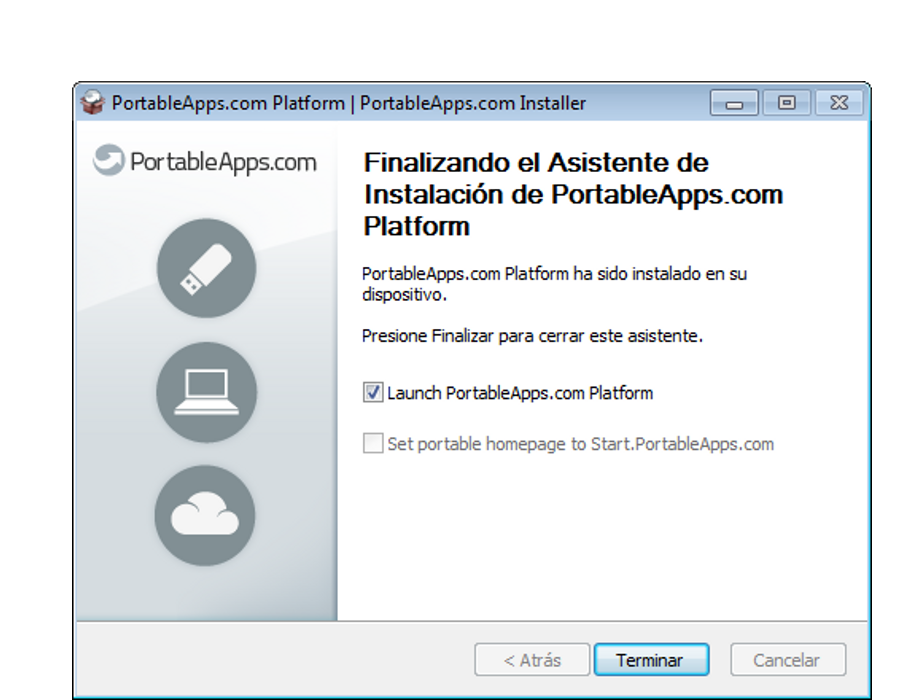 PortableApps.com Platform | PortableApps.com Installer
PortableApps.com
Finalizando el Asistente de
Instalación de PortableApps.com
Platform
PortableApps.com Platform ha sido instalado en su
dispositivo.
Presione Finalizar para cerrar este asistente.
Launch PortableApps.com Platform
Set portable homepage to Start.PortableApps.com
< Atrás
Terminar
Cancelar